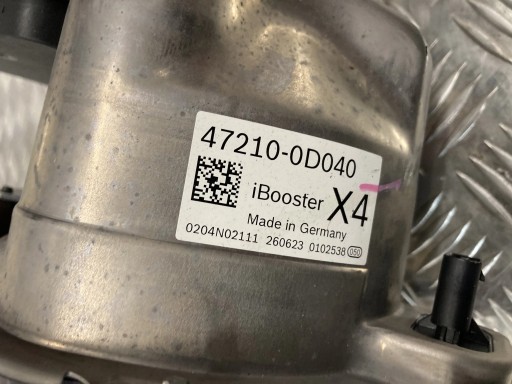 47210-0D040
iBooster X4
Made in Germany
0204N02111 260623 0102538 050